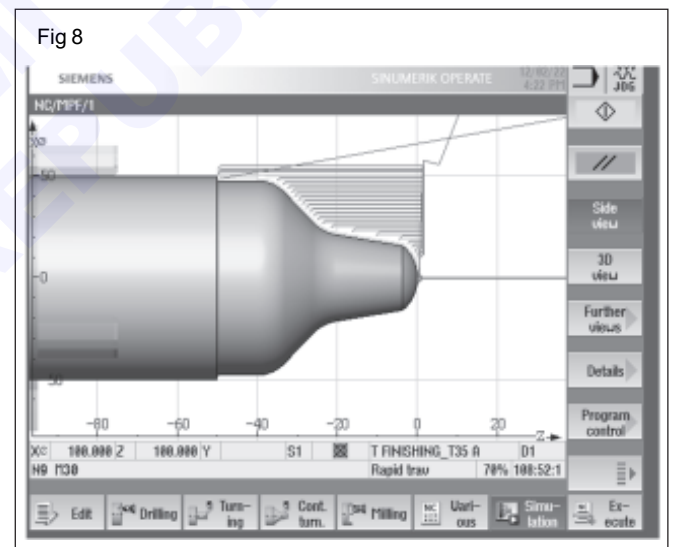 Fig 8
SIEMENS SINUMERIK OPERATE 12/02/22
4:22 PM
JOG
NC/MPF/1
50
0
50
Side
view
3D
view
Further
views
Details
Program
control
-80 -60 -40 -20 0 20
Z
X 100.000 Z 100.000 Y S1 T FINISHING_T35 A D1
N9 M30 Rapid trav 70% 108:52:1
Edit Drilling Turn-
ing Cont.
turn. Milling Vari-
ous Simu-
lation Ex-
ecute